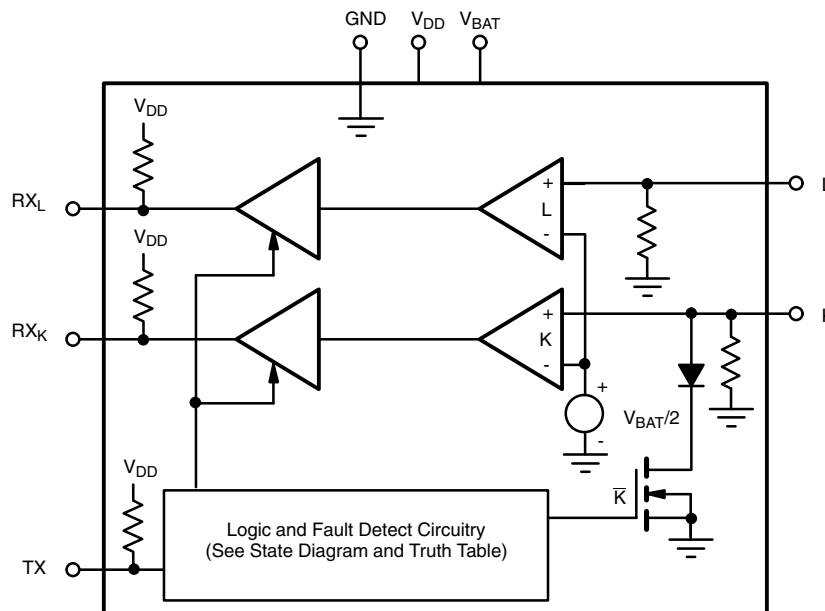 GND V_DD V_BAT
V_DD
RX_L
+
L
-
V_DD
RX_K
+
K
-
+
V_BAT/2
-
V_DD
K̅
Logic and Fault Detect Circuitry
(See State Diagram and Truth Table)
TX